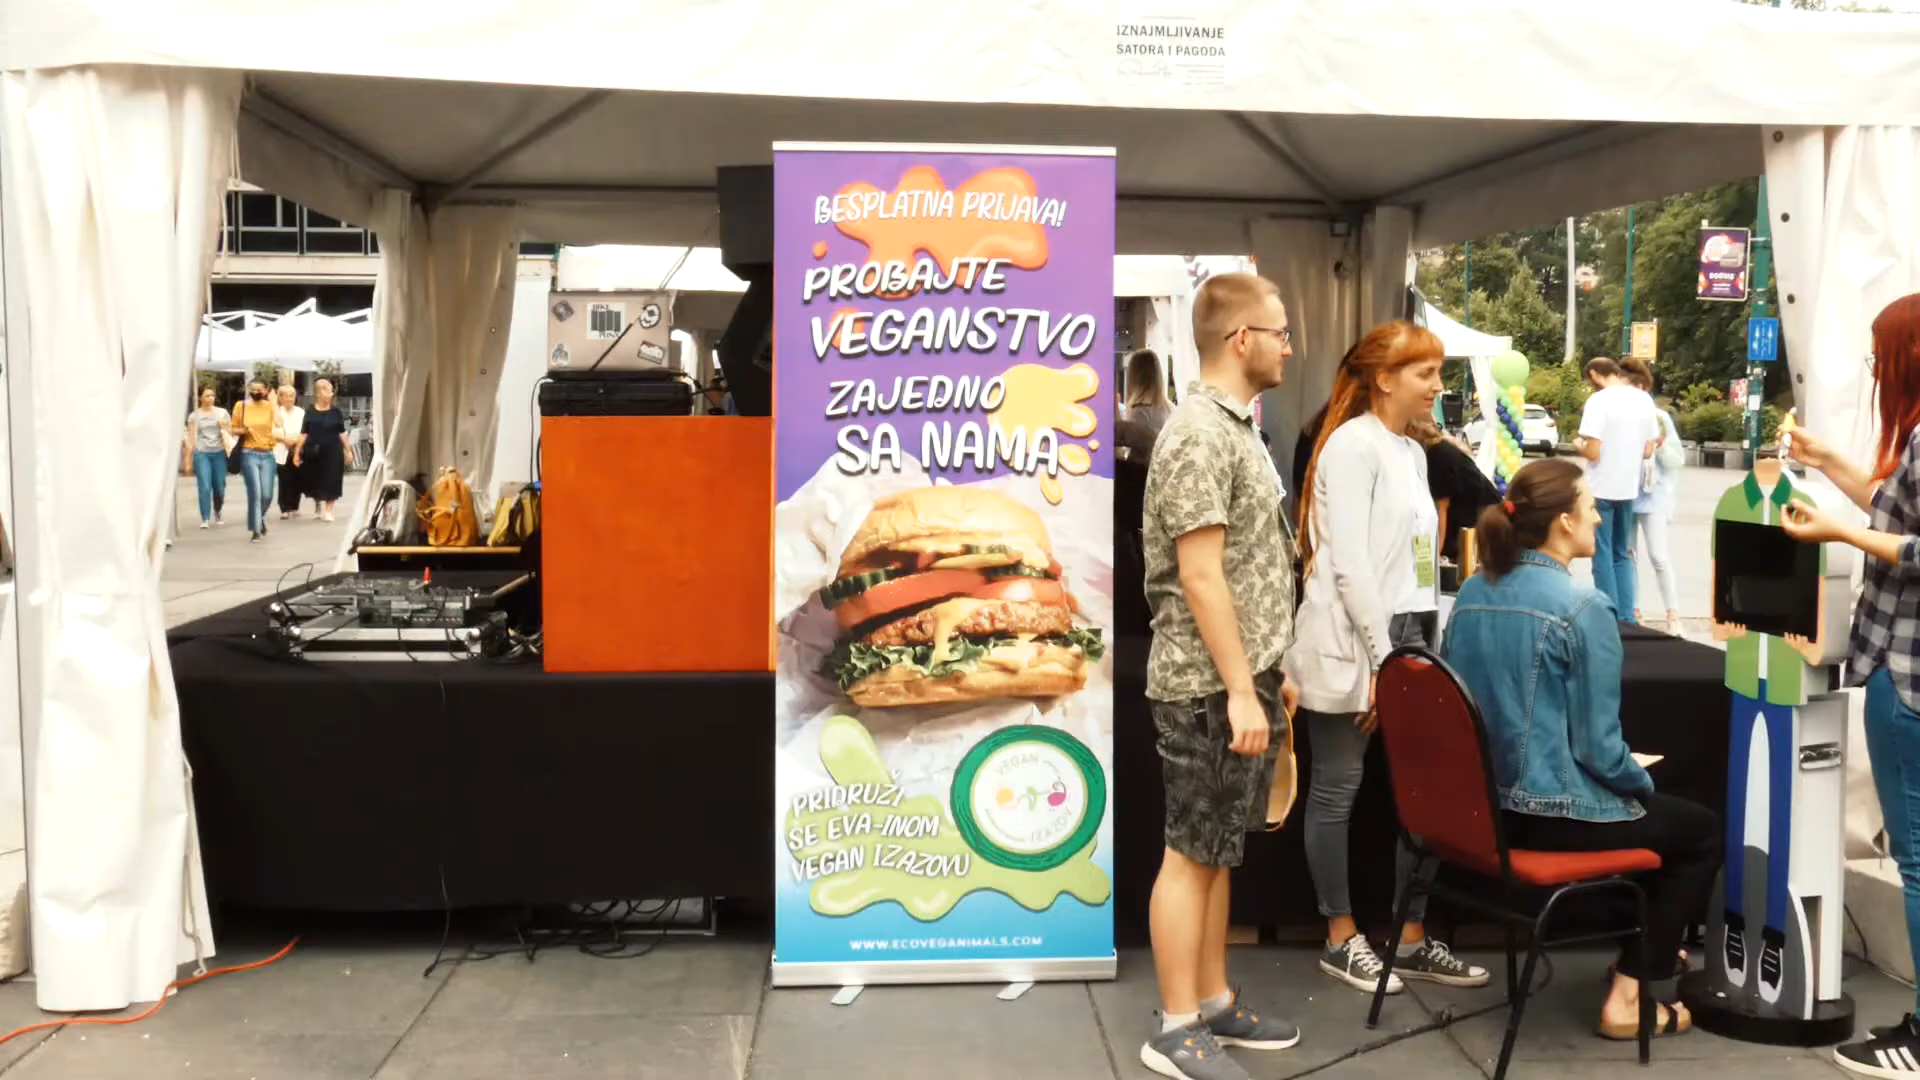 IZNAJMLJIVANJE
SATORA I PAGODA
BESPLATNA PRIJAVA!
PROBAJTE
VEGANSTVO
ZAJEDNO
SA NAMA
VEGAN
IZAZOV
PRIDRUŽI
SE EVA-INOM
VEGAN IZAZOVU
WWW.ECOVEGANIMALS.COM